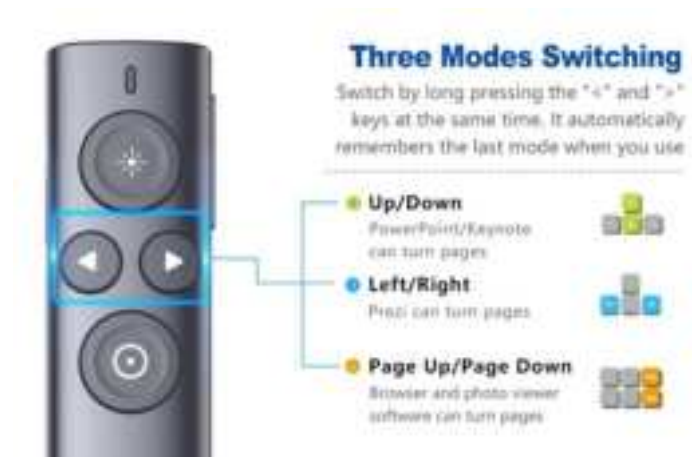 Three Modes Switching
Switch by long pressing the "<" and ">"
keys at the same time. It automatically
remembers the last mode when you use
Up/Down
PowerPoint/Keynote
can turn pages
Left/Right
Prezi can turn pages
Page Up/Page Down
Browser and photo viewer
software can turn pages